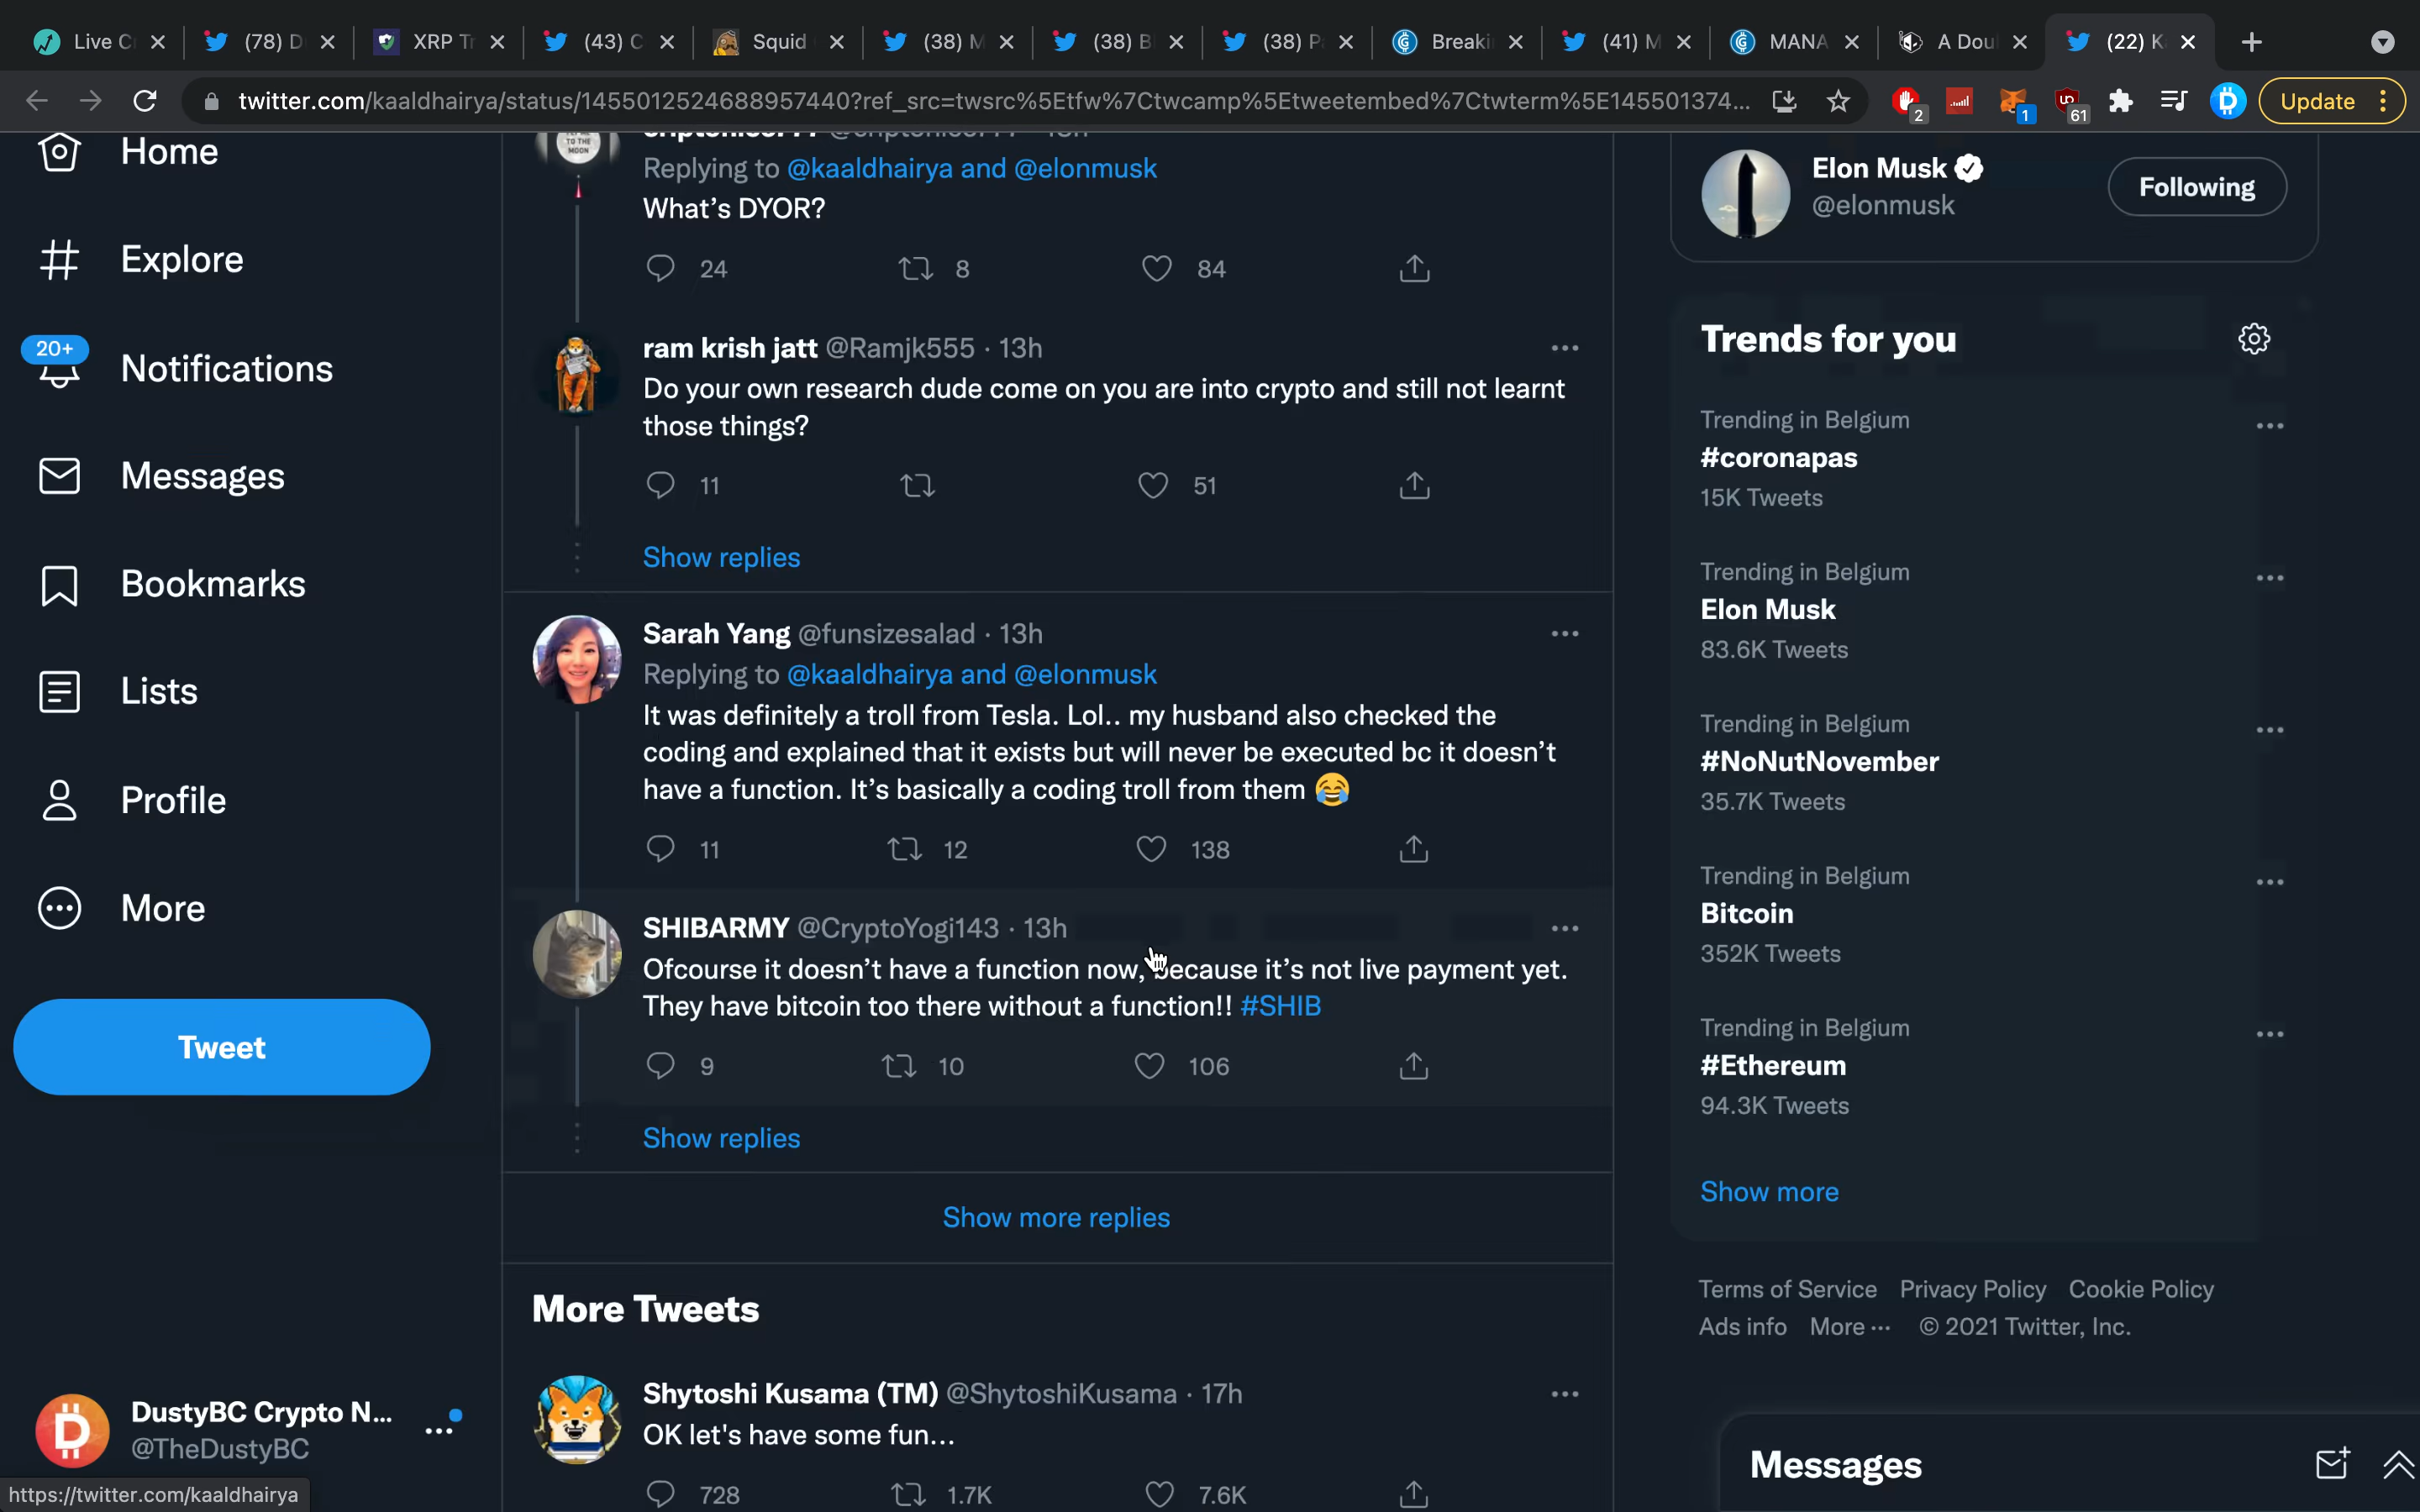 Live C
(78) D
XRP Tr
(43) C
Squid
(38) M
(38) B
(38) P
Breaki
(41) M
MANA
A Doul
(22) K
twitter.com/kaaldhairya/status/1455012524688957440?ref_src=twsrc%5Etfw%7Ctwcamp%5Etweetembed%7Ctwterm%5E145501374...
2
1
61
Update
Home
Explore
20+
Notifications
Messages
Bookmarks
Lists
Profile
More
Tweet
DustyBC Crypto N...
@TheDustyBC
https://twitter.com/kaaldhairya
TO THE
MOON
Replying to @kaaldhairya and @elonmusk
What's DYOR?
24 8 84
ram krish jatt @Ramjk555 · 13h
Do your own research dude come on you are into crypto and still not learnt
those things?
11 51
Show replies
Sarah Yang @funsizesalad · 13h
Replying to @kaaldhairya and @elonmusk
It was definitely a troll from Tesla. Lol.. my husband also checked the
coding and explained that it exists but will never be executed bc it doesn't
have a function. It's basically a coding troll from them 😂
11 12 138
SHIBARMY @CryptoYogi143 · 13h
Ofcourse it doesn't have a function now, because it's not live payment yet.
They have bitcoin too there without a function!! #SHIB
9 10 106
Show replies
Show more replies
More Tweets
Shytoshi Kusama (TM) @ShytoshiKusama · 17h
OK let's have some fun...
728 1.7K 7.6K
Elon Musk
@elonmusk
Following
Trends for you
Trending in Belgium
#coronapas
15K Tweets
Trending in Belgium
Elon Musk
83.6K Tweets
Trending in Belgium
#NoNutNovember
35.7K Tweets
Trending in Belgium
Bitcoin
352K Tweets
Trending in Belgium
#Ethereum
94.3K Tweets
Show more
Terms of Service Privacy Policy Cookie Policy
Ads info More ··· © 2021 Twitter, Inc.
Messages